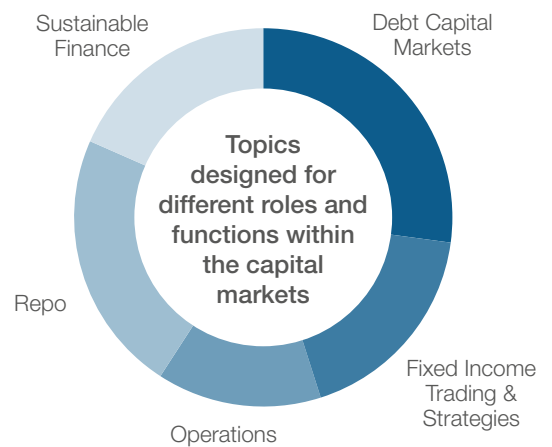 Sustainable
Finance
Debt Capital
Markets
Topics
designed for
different roles and
functions within
the capital
markets
Repo
Fixed Income
Trading &
Strategies
Operations